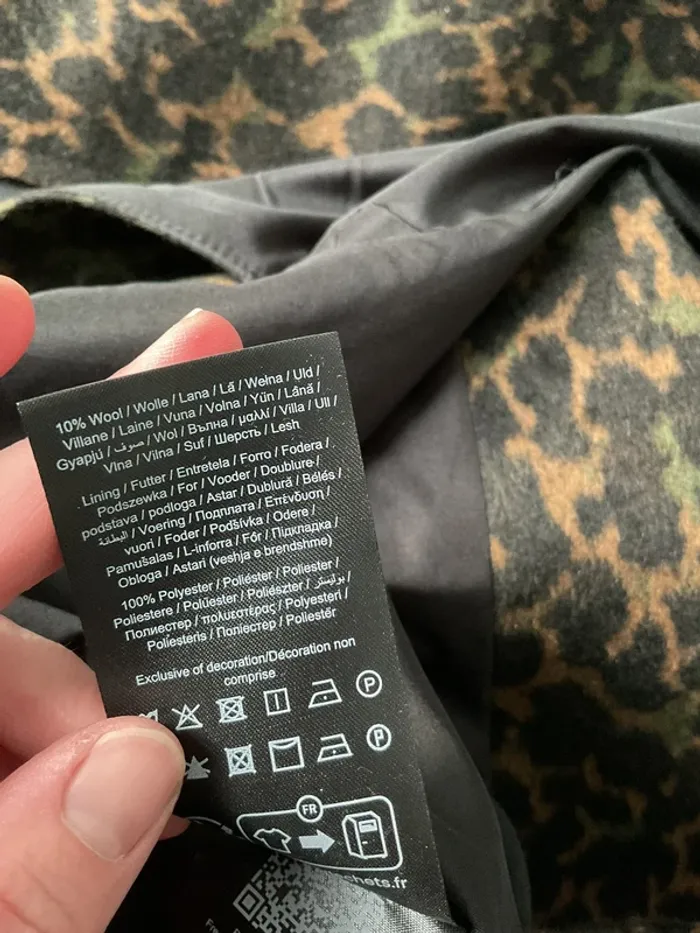 10% Wool / Wolle / Lana / Lã / Wełna / Uld /
Villane / Laine / Vuna / Volna / Yün / Lână /
Gyapjú / صوف / Wol / Вълна / μαλλί / Villa / Ull /
Vlna / Vilna / Suf / Шерсть / Lesh
Lining / Futter / Entretela / Forro / Fodera /
Podszewka / For / Vooder / Doublure /
podstava / podloga / Astar / Dublură / Bélés /
البطانة / Voering / Подплата / Επένδυση /
vuori / Foder / Podšívka / Odere /
Pamušalas / L-inforra / Fór / Підкладка /
Obloga / Astari (veshja e brendshme)
100% Polyester / Poliéster / Poliester /
Poliestere / Polüester / Poliészter / بوليستر /
Полиестер / πολυεστέρας / Polyesteri /
Poliesteris / Поліестер / Poliestër
Exclusive of decoration/Décoration non
comprise
P
P
FR